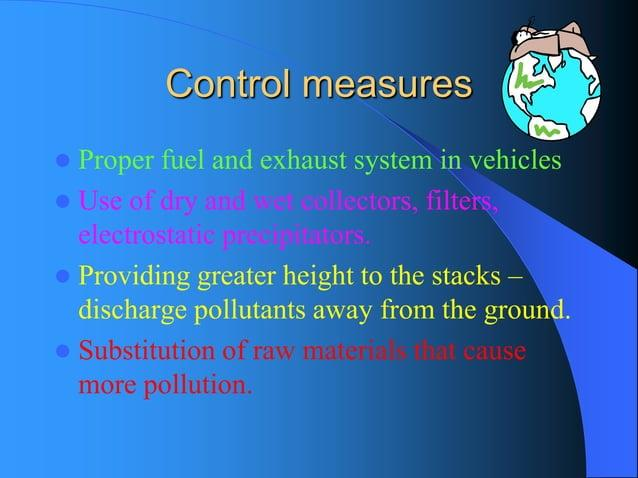 Control measures
Proper fuel and exhaust system in vehicles
Use of dry and wet collectors, filters,
electrostatic precipitators.
Providing greater height to the stacks –
discharge pollutants away from the ground.
Substitution of raw materials that cause
more pollution.